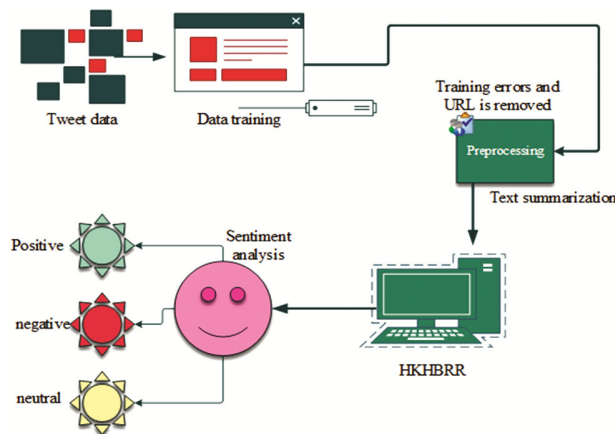 Tweet data
Data training
Training errors and
URL is removed
Preprocessing
Text summarization
HKHBRR
Sentiment
analysis
Positive
negative
neutral